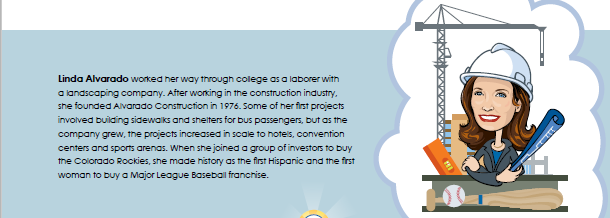 Linda Alvarado worked her way through college as a laborer with
a landscaping company. After working in the construction industry,
she founded Alvarado Construction in 1976. Some of her first projects
involved building sidewalks and shelters for bus passengers, but as the
company grew, the projects increased in scale to hotels, convention
centers and sports arenas. When she joined a group of investors to buy
the Colorado Rockies, she made history as the first Hispanic and the first
woman to buy a Major League Baseball franchise.